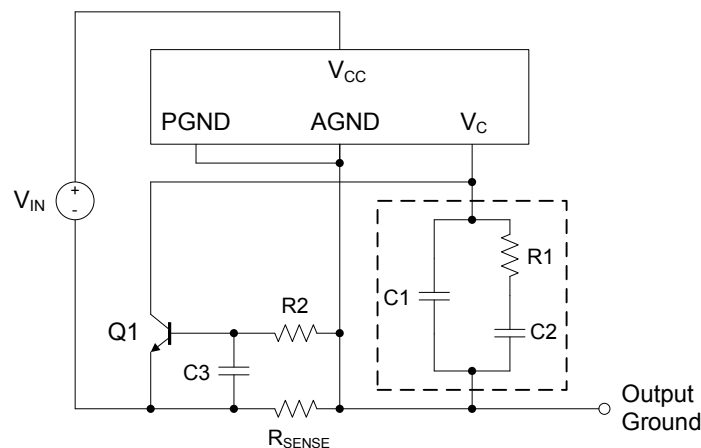 V_CC
PGND AGND V_C
V_IN
+
-
R1
C1
R2
C2
Q1
C3
R_SENSE
Output
Ground